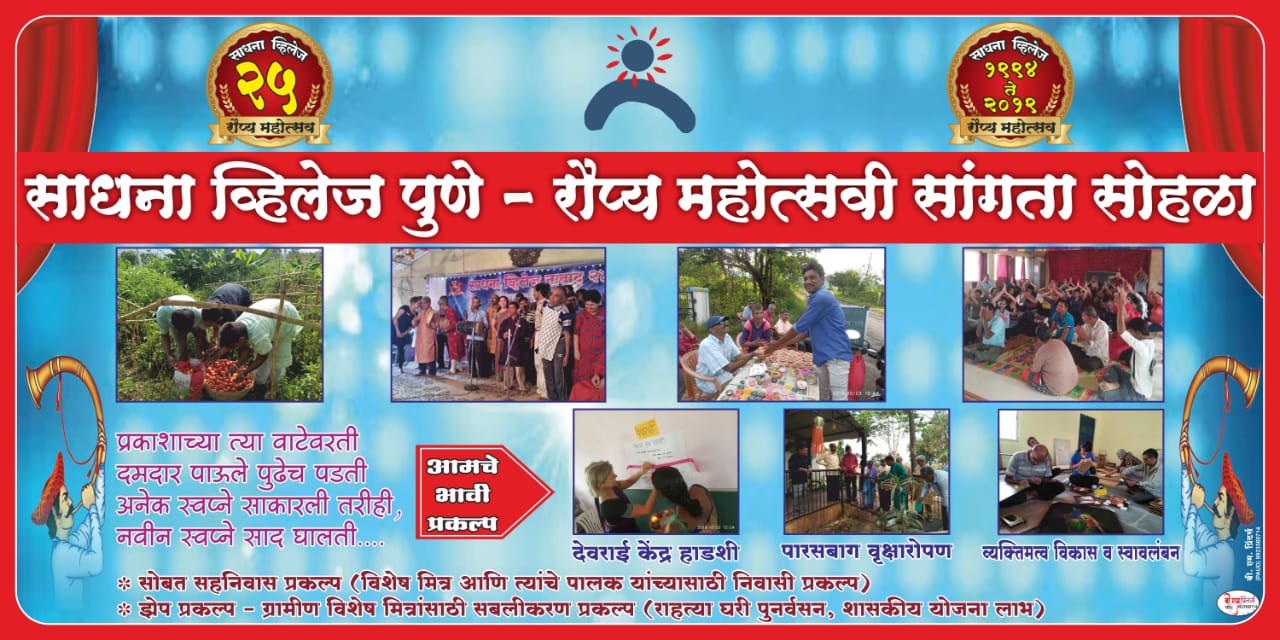 साधना व्हिलेज
२५
रौप्य महोत्सव
साधना व्हिलेज
१९९४
ते
२०१९
रौप्य महोत्सव
साधना व्हिलेज पुणे - रौप्य महोत्सवी सांगता सोहळा
साधना व्हिलेज
प्रकाशाच्या त्या वाटेवरती
दमदार पाऊले पुढेच पडती
अनेक स्वप्ने साकारली तरीही,
नवीन स्वप्ने साद घालती....
आमचे
भावी
प्रकल्प
देवराई केंद्र हाडशी
पारसबाग वृक्षारोपण
व्यक्तिमत्व विकास व स्वावलंबन
* सोबत सहनिवास प्रकल्प (विशेष मित्र आणि त्यांचे पालक यांच्यासाठी निवासी प्रकल्प)
* झेप प्रकल्प - ग्रामीण विशेष मित्रांसाठी सबलीकरण प्रकल्प (राहत्या घरी पुनर्वसन, शासकीय योजना लाभ)